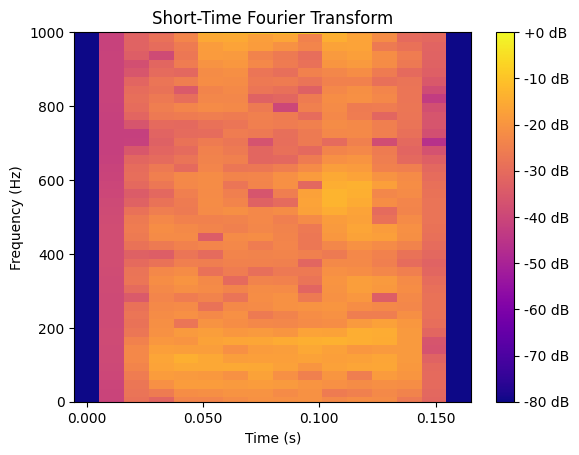 Short-Time Fourier Transform
1000
800
600
400
200
0
Frequency (Hz)
0.000
0.050
0.100
0.150
Time (s)
+0 dB
-10 dB
-20 dB
-30 dB
-40 dB
-50 dB
-60 dB
-70 dB
-80 dB